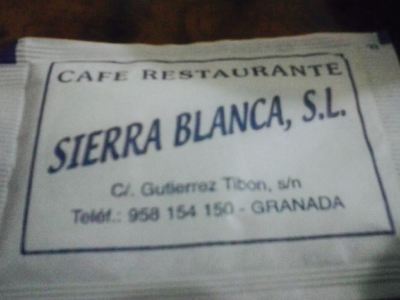 CAFE RESTAURANTE
SIERRA BLANCA, S.L.
C/. Gutierrez Tibon, s/n
Teléf.: 958 154 150 - GRANADA